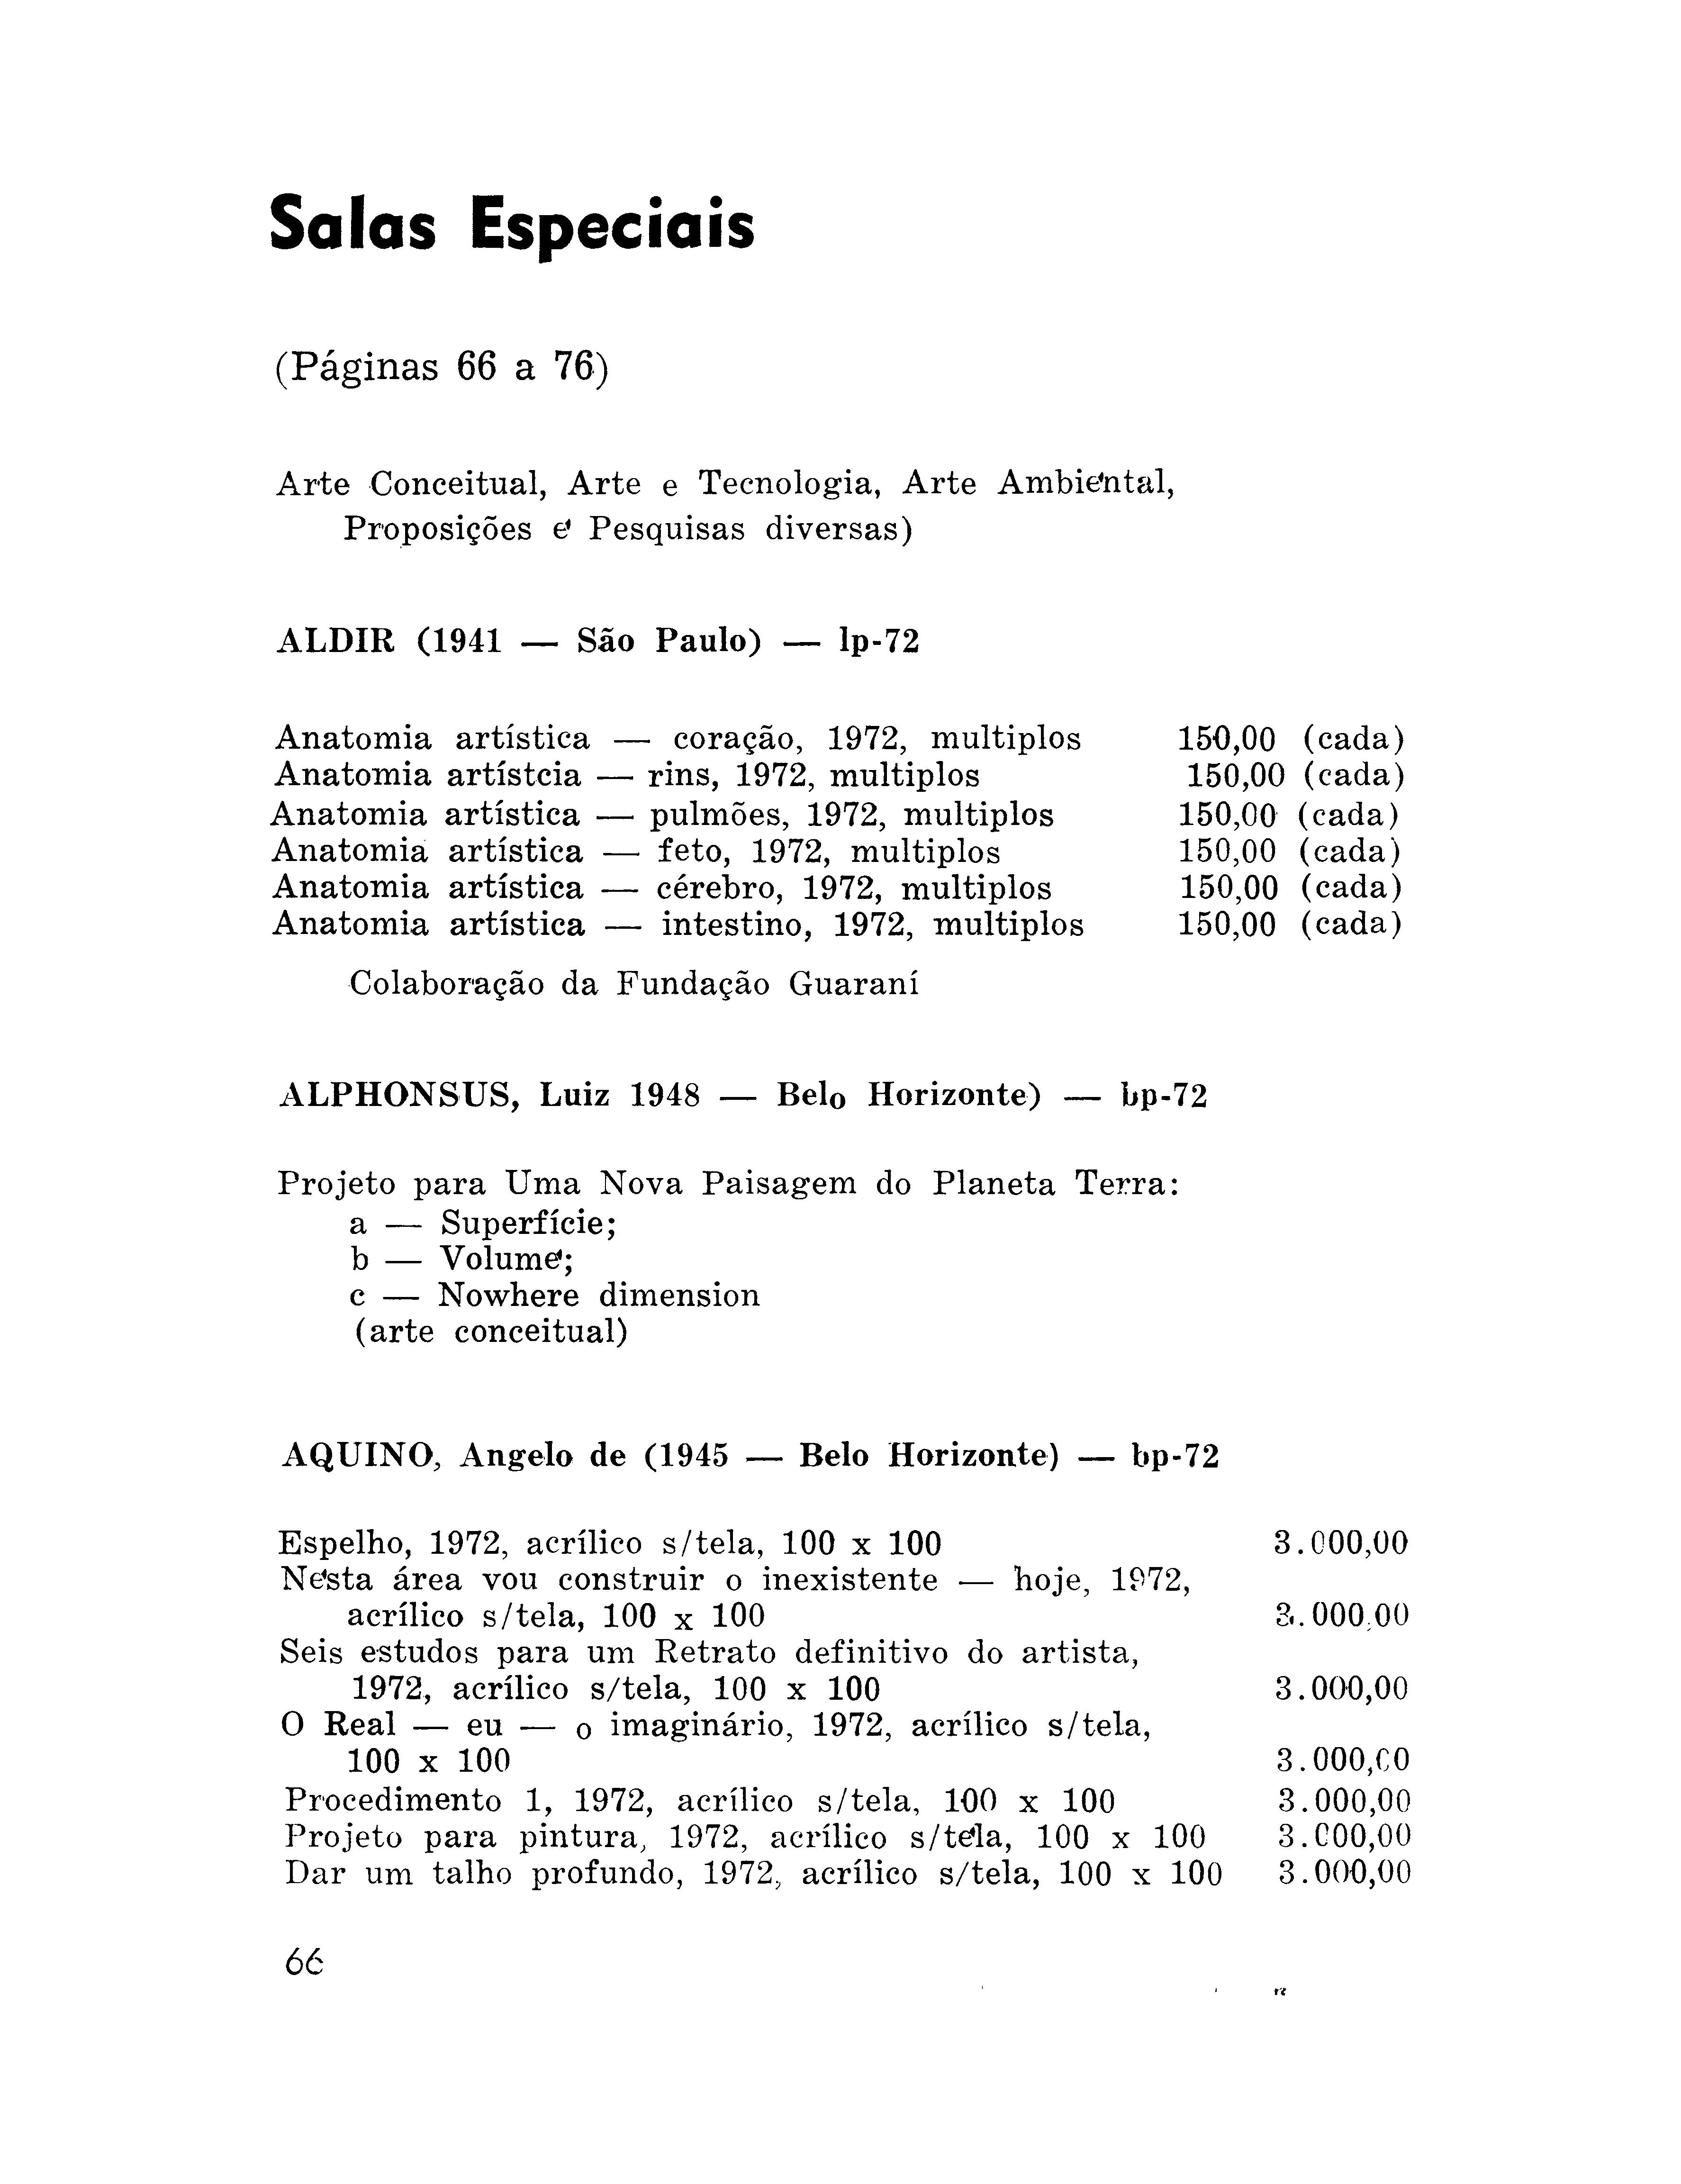 Salas Especiais
(Páginas 66 a 76)
Arte Conceitual, Arte e Tecnologia, Arte Ambiental,
Proposições e Pesquisas diversas)
ALDIR (1941 — São Paulo) — lp-72
Anatomia artística — coração, 1972, multiplos 150,00 (cada)
Anatomia artístcia — rins, 1972, multiplos 150,00 (cada)
Anatomia artística — pulmões, 1972, multiplos 150,00 (cada)
Anatomia artística — feto, 1972, multiplos 150,00 (cada)
Anatomia artística — cérebro, 1972, multiplos 150,00 (cada)
Anatomia artística — intestino, 1972, multiplos 150,00 (cada)
Colaboração da Fundação Guaraní
ALPHONSUS, Luiz 1948 — Belo Horizonte) — bp-72
Projeto para Uma Nova Paisagem do Planeta Terra:
a — Superfície;
b — Volume;
c — Nowhere dimension
(arte conceitual)
AQUINO, Angelo de (1945 — Belo Horizonte) — bp-72
Espelho, 1972, acrílico s/tela, 100 x 100 3.000,00
Nesta área vou construir o inexistente — hoje, 1972,
acrílico s/tela, 100 x 100 3.000,00
Seis estudos para um Retrato definitivo do artista,
1972, acrílico s/tela, 100 x 100 3.000,00
O Real — eu — o imaginário, 1972, acrílico s/tela,
100 x 100 3.000,00
Procedimento 1, 1972, acrílico s/tela, 100 x 100 3.000,00
Projeto para pintura, 1972, acrílico s/tela, 100 x 100 3.000,00
Dar um talho profundo, 1972, acrílico s/tela, 100 x 100 3.000,00
66